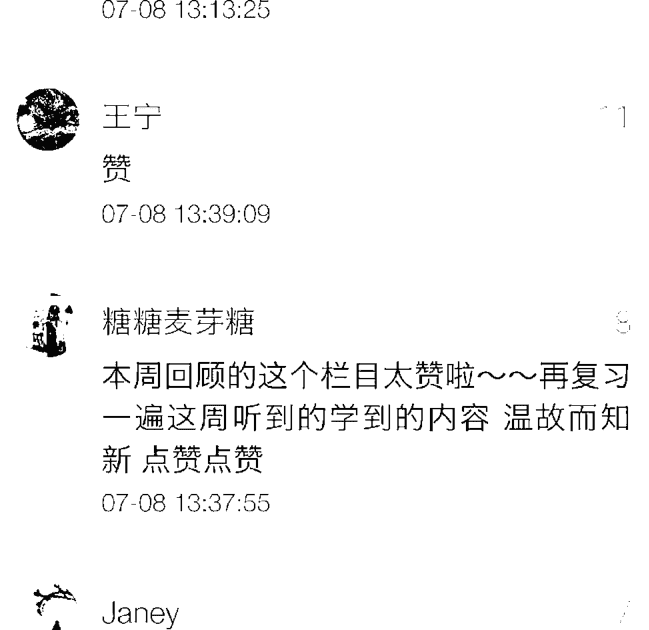 07-08 13:13:25
王宁
11
赞
07-08 13:39:09
糖糖麦芽糖
9
本周回顾的这个栏目太赞啦～～再复习
一遍这周听到的学到的内容 温故而知
新 点赞点赞
07-08 13:37:55
Janey